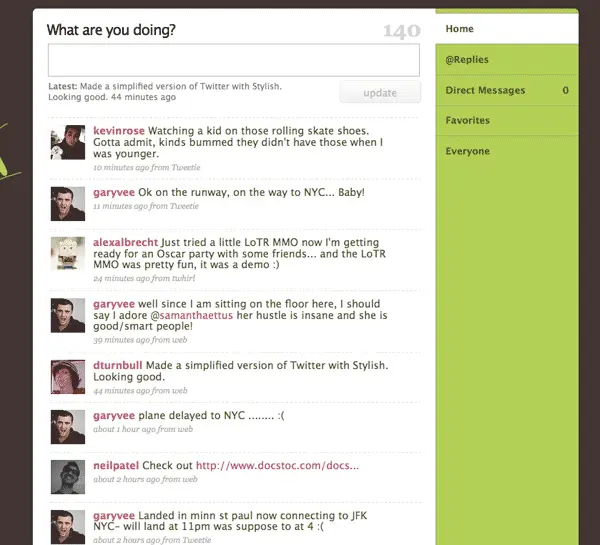 What are you doing?
140
Latest: Made a simplified version of Twitter with Stylish.
Looking good. 44 minutes ago
update
kevinrose Watching a kid on those rolling skate shoes.
Gotta admit, kinds bummed they didn't have those when I
was younger.
10 minutes ago from Tweetie
garyvee Ok on the runway, on the way to NYC... Baby!
11 minutes ago from Tweetie
alexalbrecht Just tried a little LoTR MMO now I'm getting
ready for an Oscar party with some friends... and the LoTR
MMO was pretty fun, it was a demo :)
24 minutes ago from twhirl
garyvee well since I am sitting on the floor here, I should
say I adore @samanthaettus her hustle is insane and she is
good/smart people!
39 minutes ago from web
dturnbull Made a simplified version of Twitter with Stylish.
Looking good.
44 minutes ago from web
garyvee plane delayed to NYC ........ :(
about 1 hour ago from web
neilpatel Check out http://www.docstoc.com/docs...
about 2 hours ago from web
garyvee Landed in minn st paul now connecting to JFK
NYC- will land at 11pm was suppose to at 4 :(
about 2 hours ago from Tweetie
Home
@Replies
Direct Messages 0
Favorites
Everyone